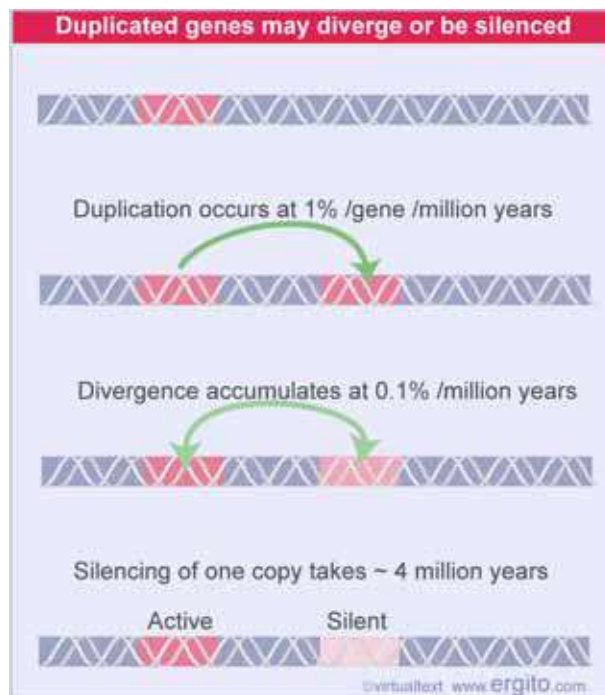 Duplicated genes may diverge or be silenced
Duplication occurs at 1% /gene /million years
Divergence accumulates at 0.1% /million years
Silencing of one copy takes ~ 4 million years
Active Silent
©virtualtext www.ergito.com